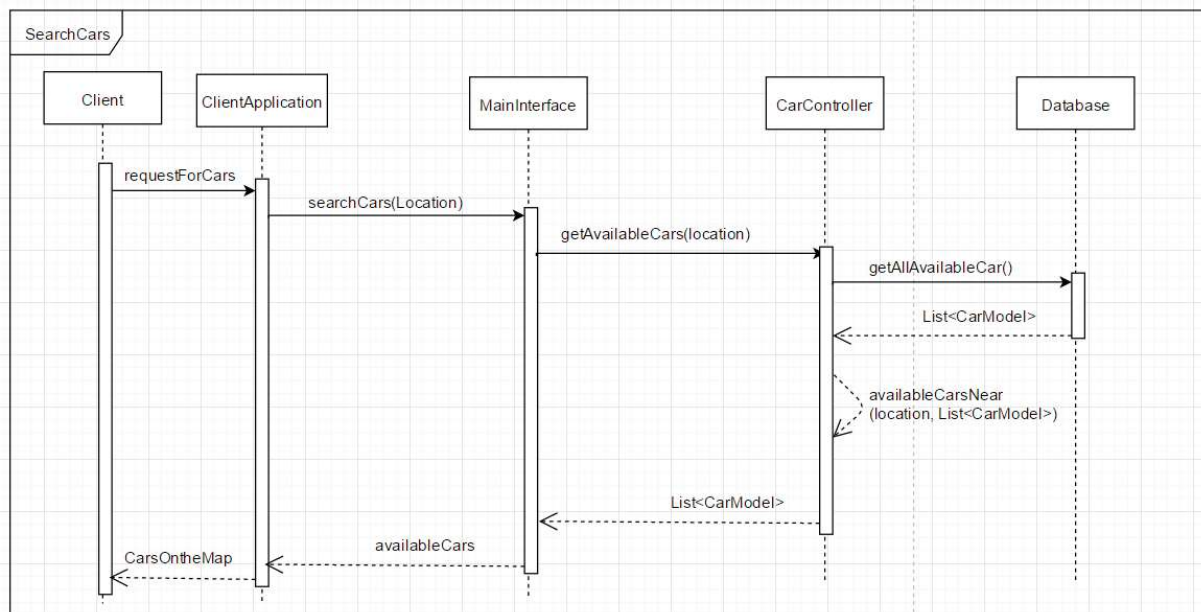 SearchCars
Client
ClientApplication
MainInterface
CarController
Database
requestForCars
searchCars(Location)
getAvailableCars(location)
getAllAvailableCar()
List<CarModel>
availableCarsNear
(location, List<CarModel>)
List<CarModel>
availableCars
CarsOntheMap